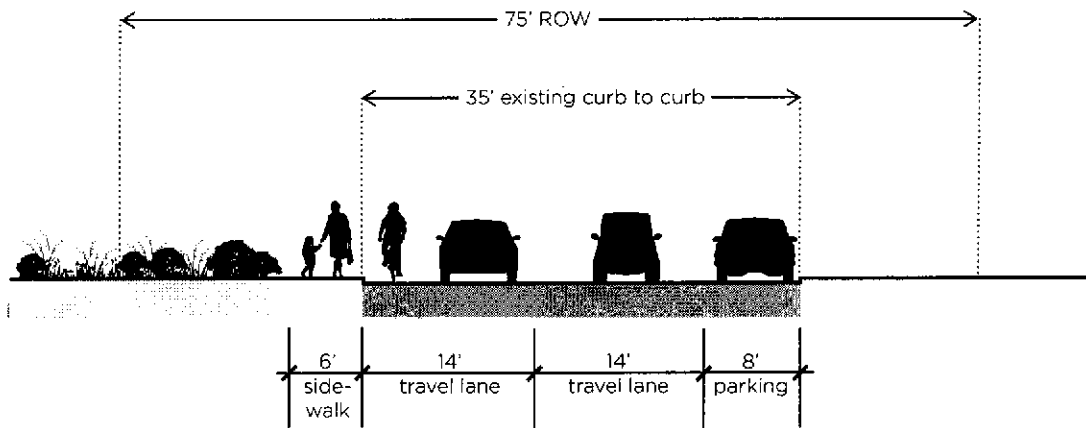 75' ROW
35' existing curb to curb
6'
side-
walk
14'
travel lane
14'
travel lane
8'
parking